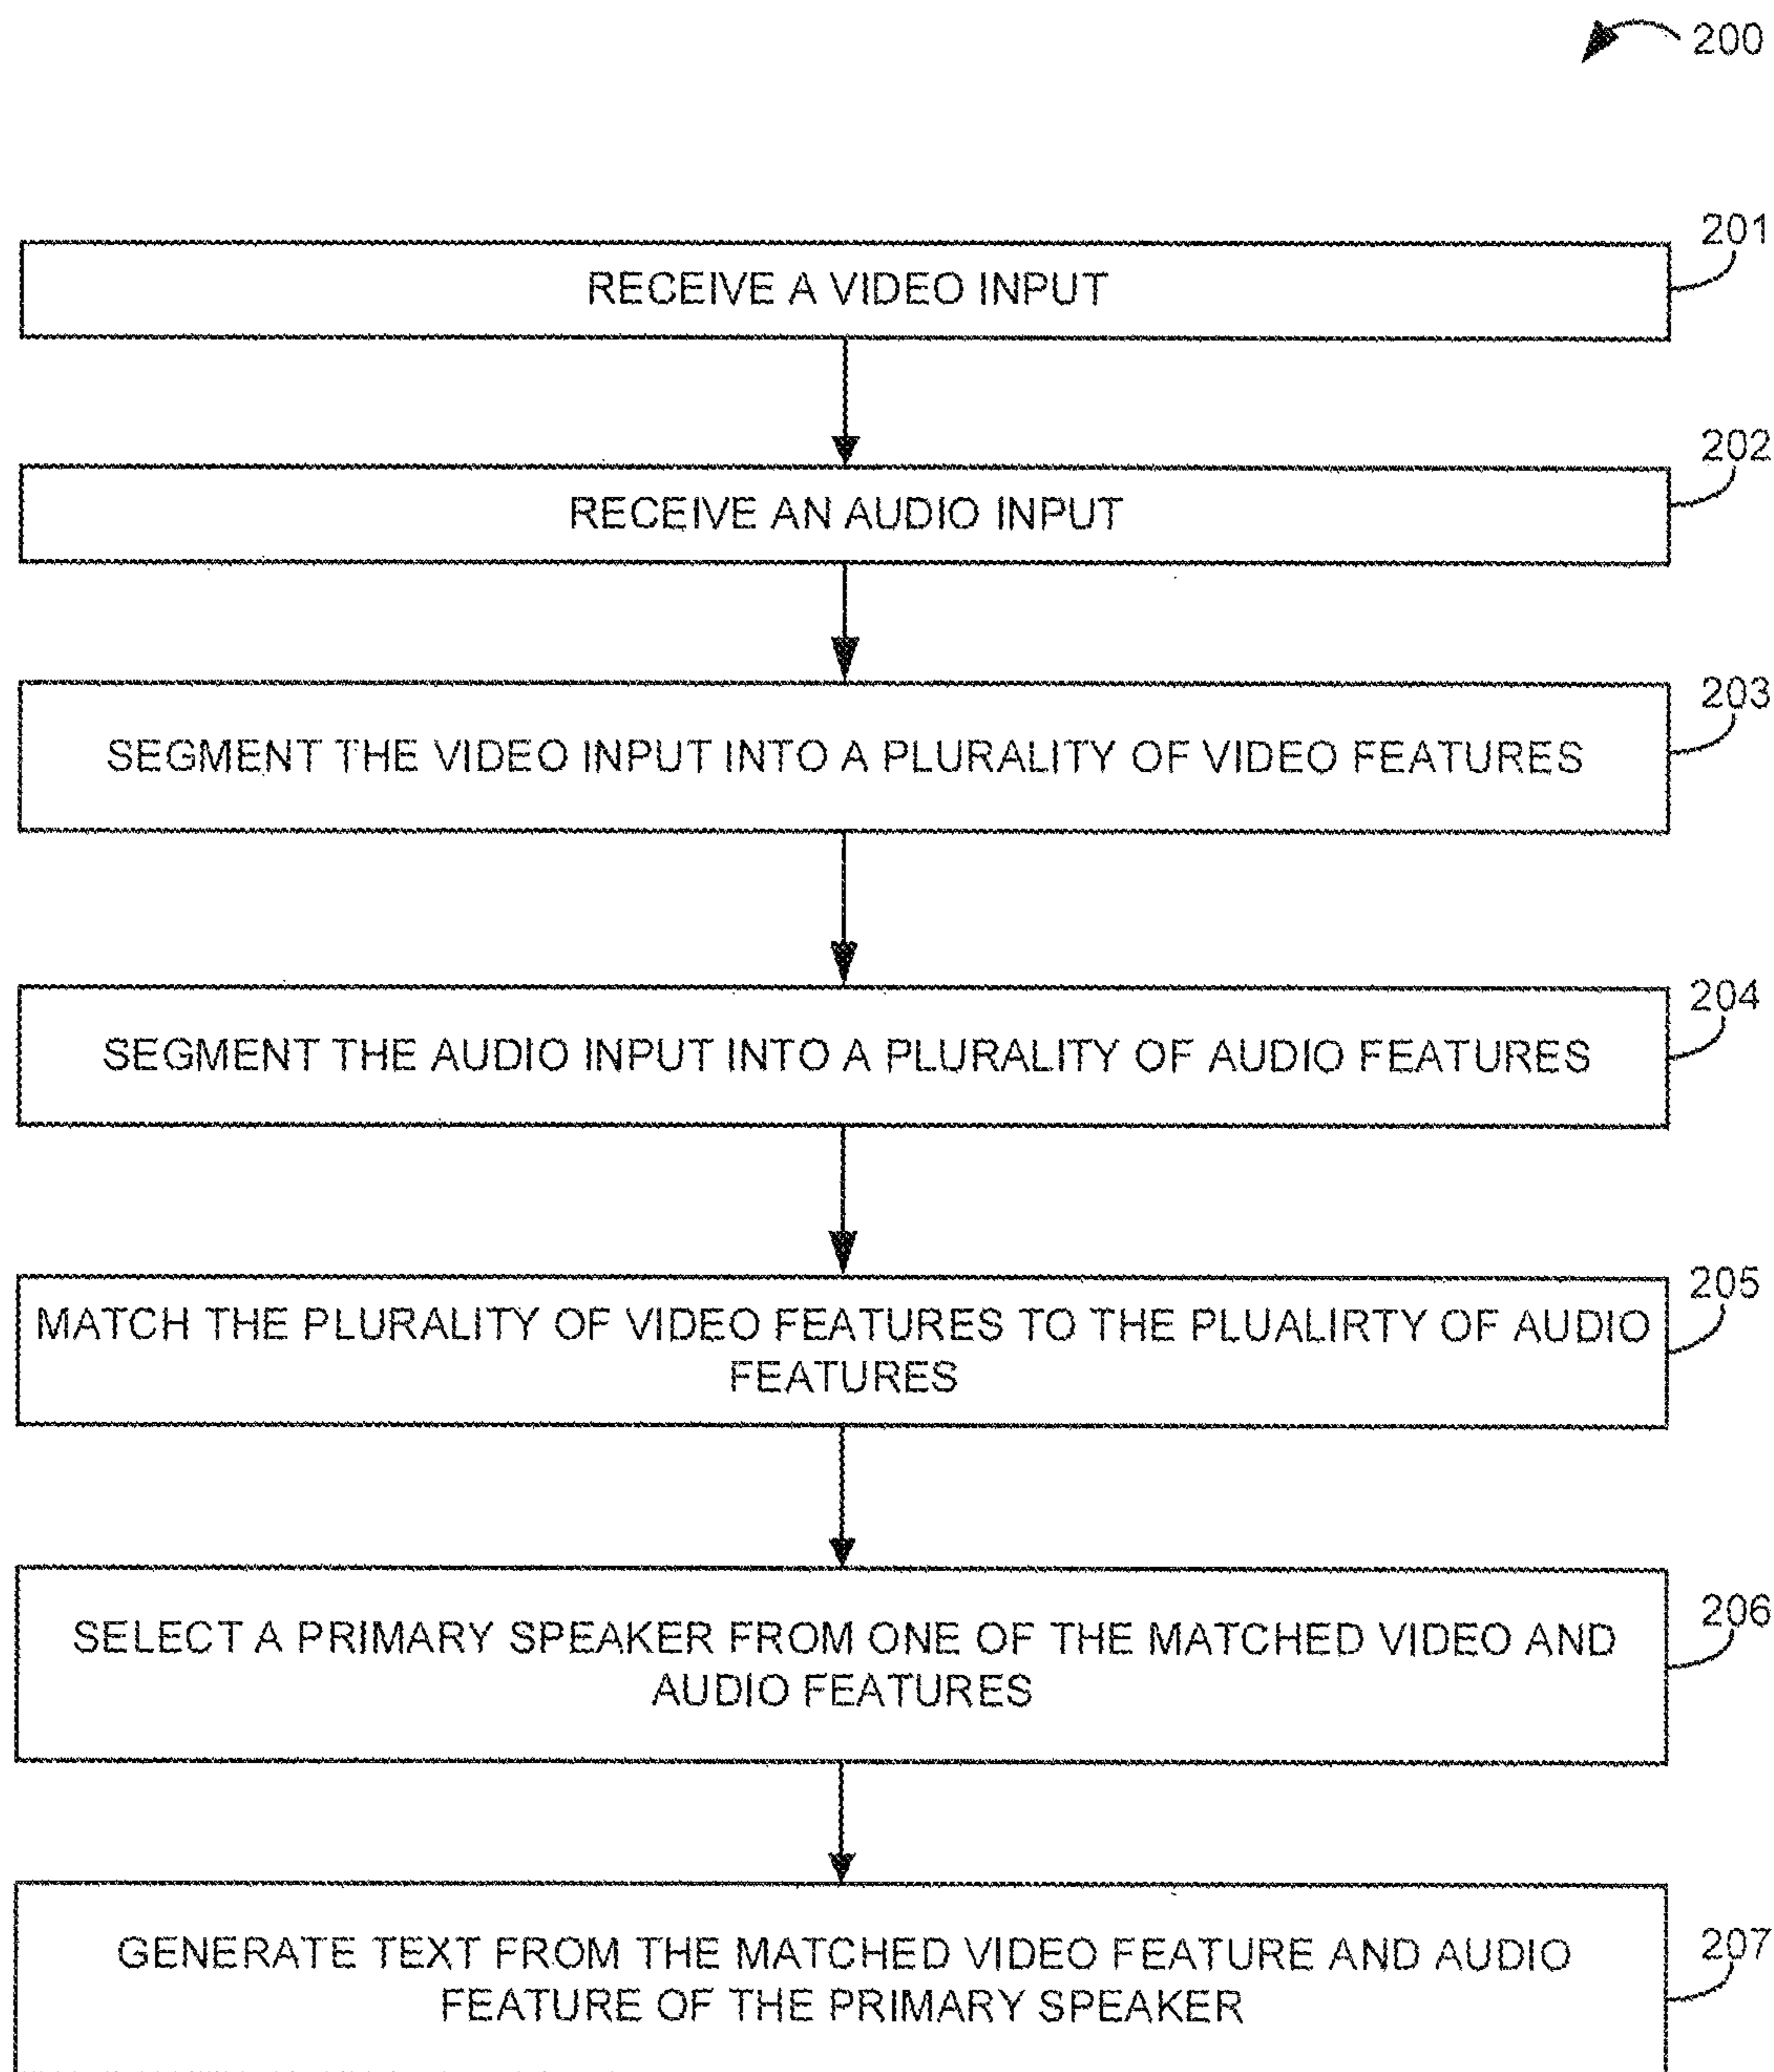 200
201
RECEIVE A VIDEO INPUT
202
RECEIVE AN AUDIO INPUT
203
SEGMENT THE VIDEO INPUT INTO A PLURALITY OF VIDEO FEATURES
204
SEGMENT THE AUDIO INPUT INTO A PLURALITY OF AUDIO FEATURES
205
MATCH THE PLURALITY OF VIDEO FEATURES TO THE PLUALIRTY OF AUDIO
FEATURES
206
SELECT A PRIMARY SPEAKER FROM ONE OF THE MATCHED VIDEO AND
AUDIO FEATURES
207
GENERATE TEXT FROM THE MATCHED VIDEO FEATURE AND AUDIO
FEATURE OF THE PRIMARY SPEAKER